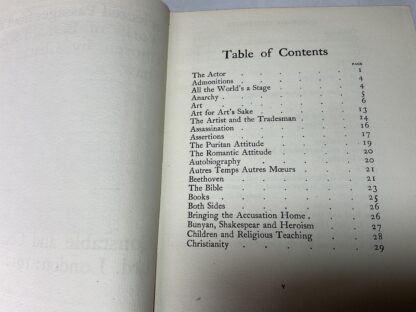 Table of Contents
PAGE
The Actor . . . . . . 1
Admonitions . . . . . . 4
All the World's a Stage . . . . 4
Anarchy . . . . . . . 5
Art . . . . . . . 6
Art for Art's Sake . . . . . 13
The Artist and the Tradesman . . . 14
Assassination . . . . . . 16
Assertions . . . . . . 17
The Puritan Attitude . . . . . 19
The Romantic Attitude . . . . 20
Autobiography . . . . . 20
Autres Temps Autres Mœurs . . . 21
Beethoven . . . . . . 21
The Bible . . . . . . 23
Books . . . . . . . 25
Both Sides . . . . . . 26
Bringing the Accusation Home . . . 26
Bunyan, Shakespear and Heroism . . . 27
Children and Religious Teaching . . . 28
Christianity . . . . . . 29
v